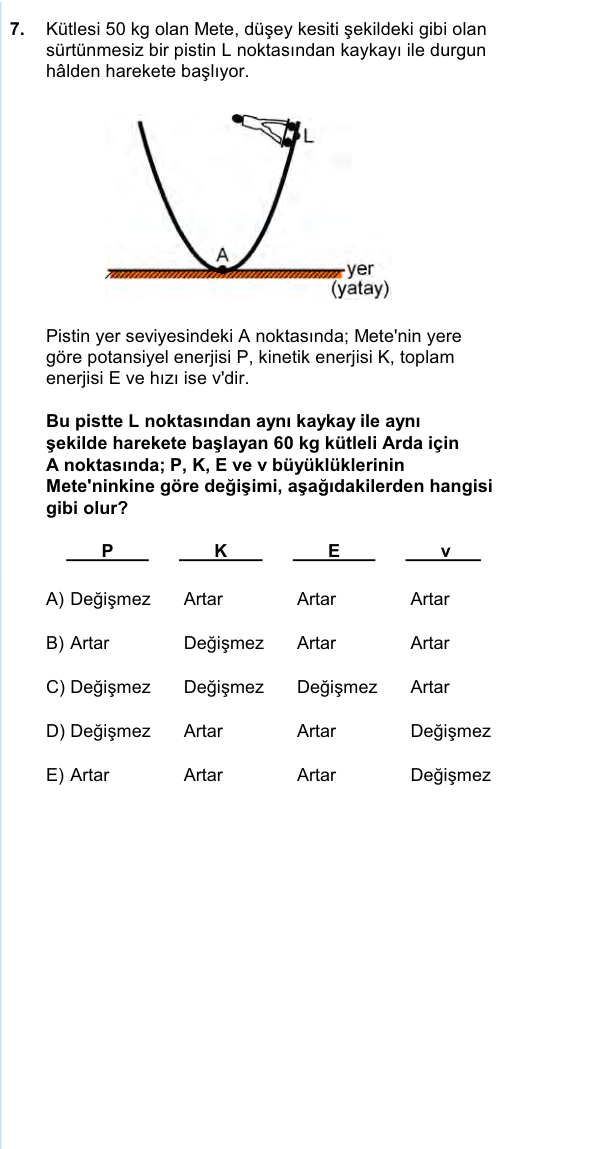 7. Kütlesi 50 kg olan Mete, düşey kesiti şekildeki gibi olan
sürtünmesiz bir pistin L noktasından kaykayı ile durgun
hâlden harekete başlıyor.
L
A
yer
(yatay)
Pistin yer seviyesindeki A noktasında; Mete'nin yere
göre potansiyel enerjisi P, kinetik enerjisi K, toplam
enerjisi E ve hızı ise v'dir.
Bu pistte L noktasından aynı kaykay ile aynı
şekilde harekete başlayan 60 kg kütleli Arda için
A noktasında; P, K, E ve v büyüklüklerinin
Mete'ninkine göre değişimi, aşağıdakilerden hangisi
gibi olur?
P K E v
A) Değişmez Artar Artar Artar
B) Artar Değişmez Artar Artar
C) Değişmez Değişmez Değişmez Artar
D) Değişmez Artar Artar Değişmez
E) Artar Artar Artar Değişmez